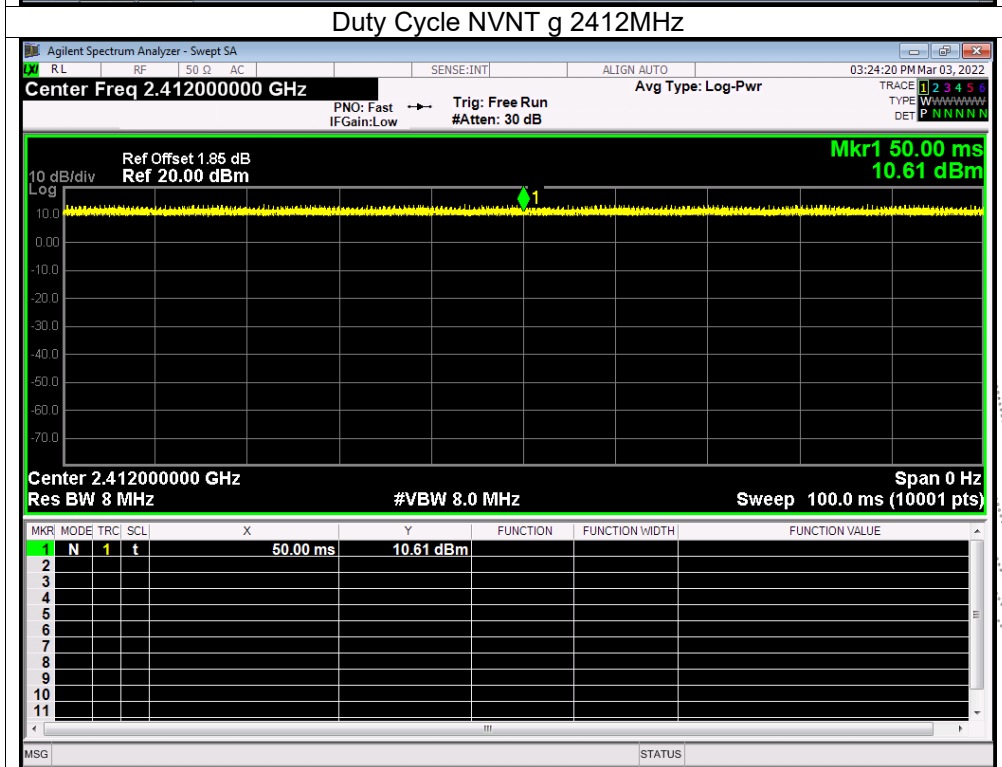 Duty Cycle NVNT g 2412MHz
Agilent Spectrum Analyzer - Swept SA
LXI RL RF 50 Ω AC SENSE:INT ALIGN AUTO 03:24:20 PM Mar 03, 2022
Center Freq 2.412000000 GHz
PNO: Fast
IFGain:Low
Trig: Free Run
#Atten: 30 dB
Avg Type: Log-Pwr
TRACE 1 2 3 4 5 6
TYPE WWWWWW
DET P N N N N N
Mkr1 50.00 ms
10.61 dBm
Ref Offset 1.85 dB
10 dB/div Ref 20.00 dBm
Log
1
10.0
0.00
-10.0
-20.0
-30.0
-40.0
-50.0
-60.0
-70.0
Center 2.412000000 GHz Span 0 Hz
Res BW 8 MHz #VBW 8.0 MHz Sweep 100.0 ms (10001 pts)
MKR MODE TRC SCL X Y FUNCTION FUNCTION WIDTH FUNCTION VALUE
1 N 1 t 50.00 ms 10.61 dBm
2
3
4
5
6
7
8
9
10
11
MSG STATUS